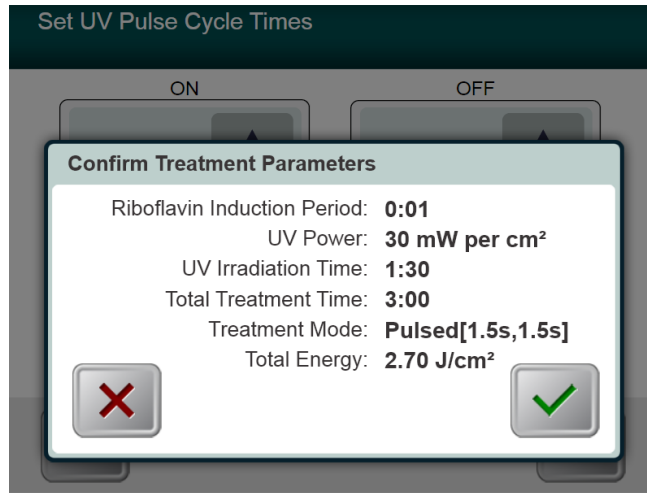 Set UV Pulse Cycle Times
ON OFF
Confirm Treatment Parameters
Riboflavin Induction Period: 0:01
UV Power: 30 mW per cm²
UV Irradiation Time: 1:30
Total Treatment Time: 3:00
Treatment Mode: Pulsed[1.5s,1.5s]
Total Energy: 2.70 J/cm²